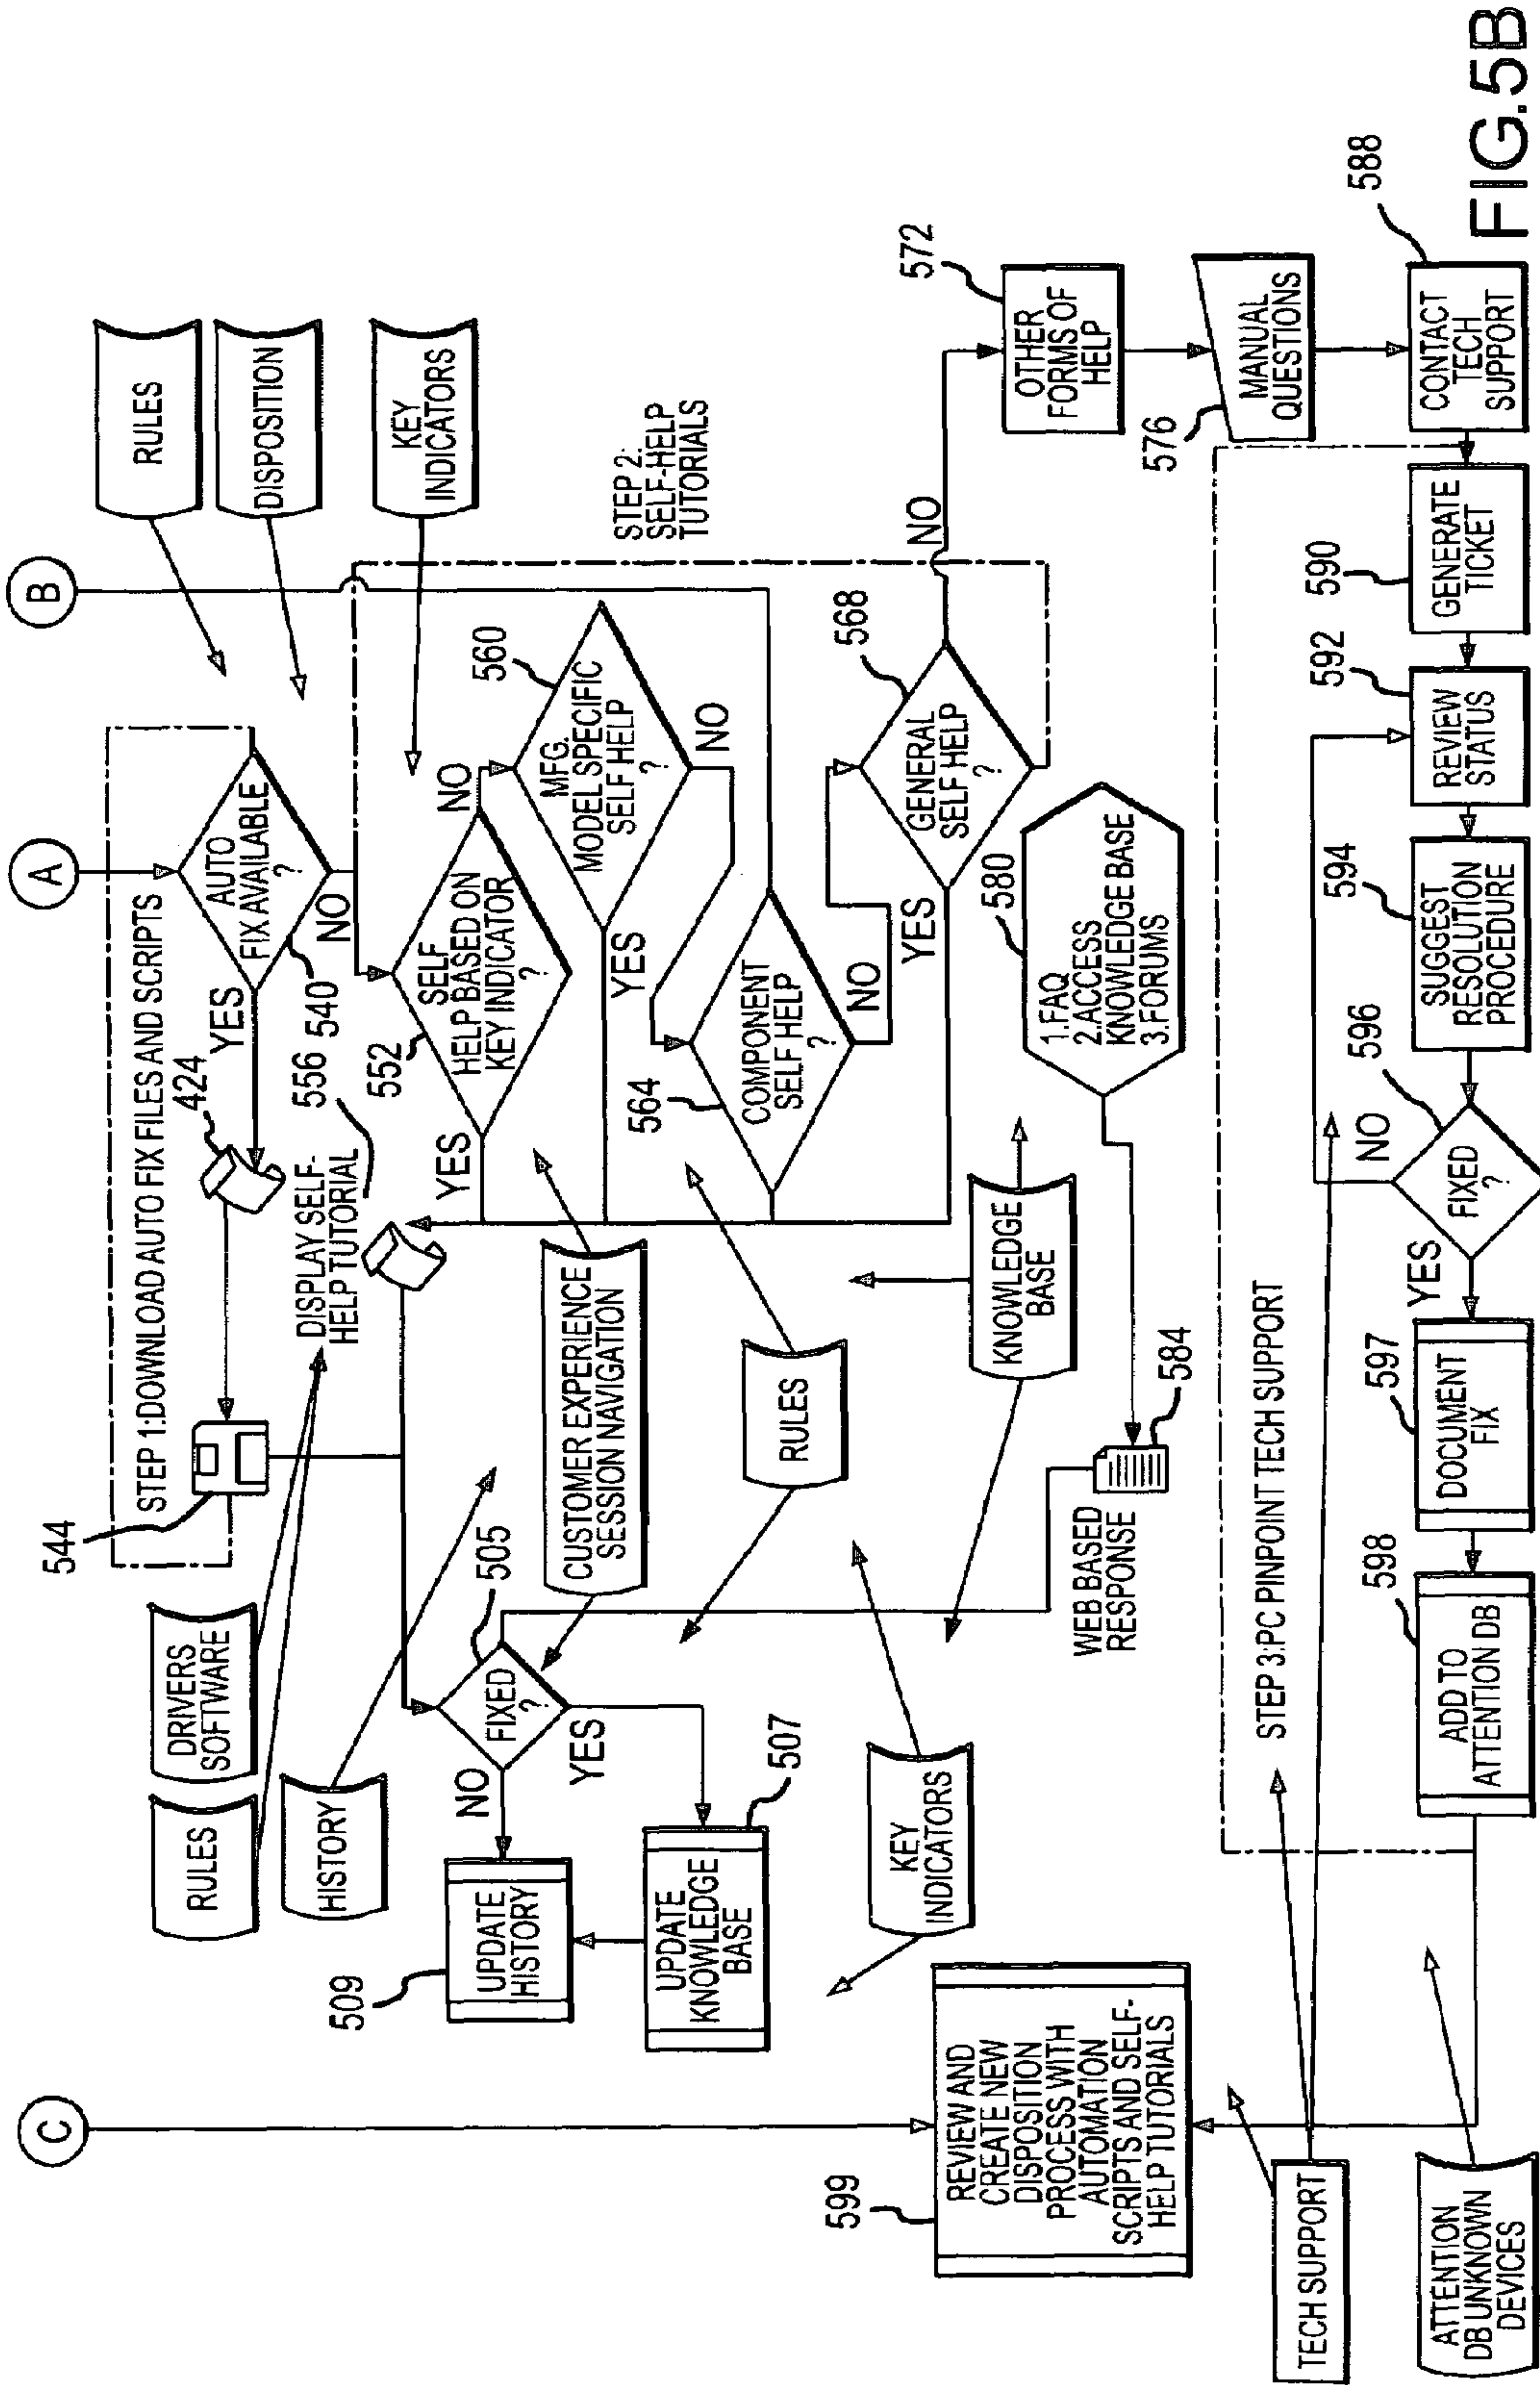 C
A
B
544
STEP 1:DOWNLOAD AUTO FIX FILES AND SCRIPTS
424
YES
AUTO
FIX AVAILABLE
?
540
NO
RULES
DISPOSITION
KEY
INDICATORS
RULES
DRIVERS
SOFTWARE
HISTORY
DISPLAY SELF-
HELP TUTORIAL
556
552
SELF
HELP BASED ON
KEY INDICATOR
?
YES
NO
560
MFG.
MODEL SPECIFIC
SELF HELP
?
YES
NO
STEP 2:
SELF-HELP
TUTORIALS
509
UPDATE
HISTORY
NO
FIXED
?
505
YES
UPDATE
KNOWLEDGE
BASE
507
CUSTOMER EXPERIENCE
SESSION NAVIGATION
RULES
564
COMPONENT
SELF HELP
?
NO
568
GENERAL
SELF HELP
?
YES
NO
572
OTHER
FORMS OF
HELP
576
MANUAL
QUESTIONS
580
1.FAQ
2.ACCESS
KNOWLEDGE BASE
3.FORUMS
KNOWLEDGE
BASE
KEY
INDICATORS
WEB BASED
RESPONSE
584
599
REVIEW AND
CREATE NEW
DISPOSITION
PROCESS WITH
AUTOMATION
SCRIPTS AND SELF-
HELP TUTORIALS
STEP 3:PC PINPOINT TECH SUPPORT
TECH SUPPORT
ATTENTION
DB UNKNOWN
DEVICES
598
ADD TO
ATTENTION DB
597
DOCUMENT
FIX
YES
596
FIXED
?
NO
594
SUGGEST
RESOLUTION
PROCEDURE
592
REVIEW
STATUS
590
GENERATE
TICKET
588
CONTACT
TECH
SUPPORT
FIG.5B